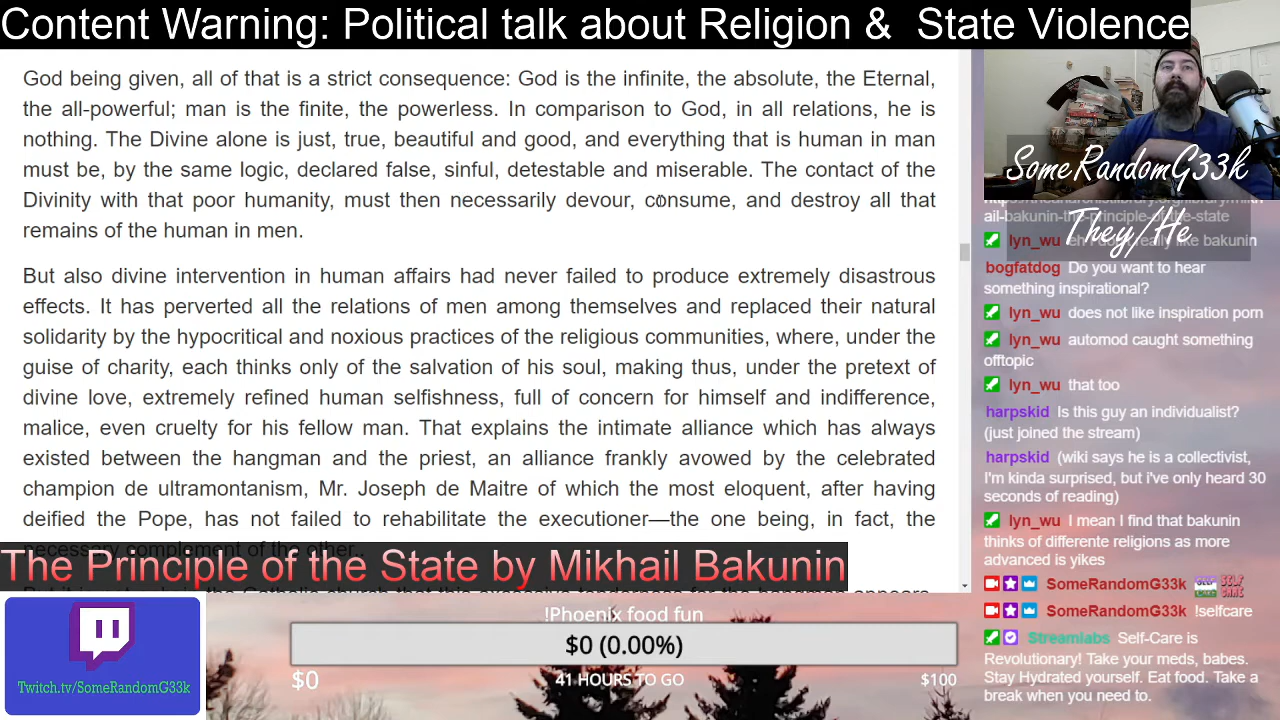 Content Warning: Political talk about Religion & State Violence
God being given, all of that is a strict consequence: God is the infinite, the absolute, the Eternal,
the all-powerful; man is the finite, the powerless. In comparison to God, in all relations, he is
nothing. The Divine alone is just, true, beautiful and good, and everything that is human in man
must be, by the same logic, declared false, sinful, detestable and miserable. The contact of the
Divinity with that poor humanity, must then necessarily devour, consume, and destroy all that
remains of the human in men.
But also divine intervention in human affairs had never failed to produce extremely disastrous
effects. It has perverted all the relations of men among themselves and replaced their natural
solidarity by the hypocritical and noxious practices of the religious communities, where, under the
guise of charity, each thinks only of the salvation of his soul, making thus, under the pretext of
divine love, extremely refined human selfishness, full of concern for himself and indifference,
malice, even cruelty for his fellow man. That explains the intimate alliance which has always
existed between the hangman and the priest, an alliance frankly avowed by the celebrated
champion de ultramontanism, Mr. Joseph de Maitre of which the most eloquent, after having
deified the Pope, has not failed to rehabilitate the executioner—the one being, in fact, the
necessary complement of the other.
The Principle of the State by Mikhail Bakunin
SomeRandomG33k
They/He
ail-bakunin-the-principle-of-the-state
lyn_wu eh I don't really like bakunin
bogfatdog Do you want to hear
something inspirational?
lyn_wu does not like inspiration porn
lyn_wu automod caught something
offtopic
lyn_wu that too
harpskid Is this guy an individualist?
(just joined the stream)
harpskid (wiki says he is a collectivist,
I'm kinda surprised, but i've only heard 30
seconds of reading)
lyn_wu I mean I find that bakunin
thinks of differente religions as more
advanced is yikes
SomeRandomG33k SELF CARE
SomeRandomG33k !selfcare
Streamlabs Self-Care is
Revolutionary! Take your meds, babes.
Stay Hydrated yourself. Eat food. Take a
break when you need to.
Twitch.tv/SomeRandomG33k
!Phoenix food fun
$0 (0.00%)
$0 41 HOURS TO GO $100